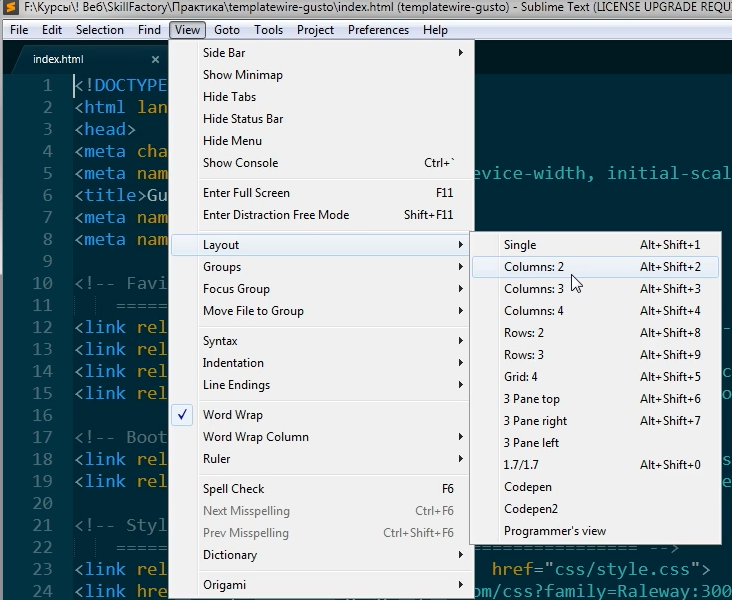 F:\Курсы\! Веб\SkillFactory\Практика\templatewire-gusto\index.html (templatewire-gusto) - Sublime Text (LICENSE UPGRADE REQU
File Edit Selection Find View Goto Tools Project Preferences Help
index.html ×
Side Bar
Show Minimap
Hide Tabs
Hide Status Bar
Hide Menu
Show Console Ctrl+`
Enter Full Screen F11
Enter Distraction Free Mode Shift+F11
Layout
Groups
Focus Group
Move File to Group
Syntax
Indentation
Line Endings
Word Wrap
Word Wrap Column
Ruler
Spell Check F6
Next Misspelling Ctrl+F6
Prev Misspelling Ctrl+Shift+F6
Dictionary
Origami
Single Alt+Shift+1
Columns: 2 Alt+Shift+2
Columns: 3 Alt+Shift+3
Columns: 4 Alt+Shift+4
Rows: 2 Alt+Shift+8
Rows: 3 Alt+Shift+9
Grid: 4 Alt+Shift+5
3 Pane top Alt+Shift+6
3 Pane right Alt+Shift+7
3 Pane left
1.7/1.7 Alt+Shift+0
Codepen
Codepen2
Programmer's view
1 <!DOCTYPE
2 <html lan
3 <head>
4 <meta cha
5 <meta nam evice-width, initial-scal
6 <title>Gu
7 <meta nam
8 <meta nam
9
10 <!-- Favi
11 =====
12 <link rel
13 <link rel
14 <link rel
15 <link rel
16
17 <!-- Boot
18 <link rel
19 <link rel
20
21 <!-- Styl
22 ===== ================ -->
23 <link rel href="css/style.css">
24 <link h om/css?family=Raleway:300